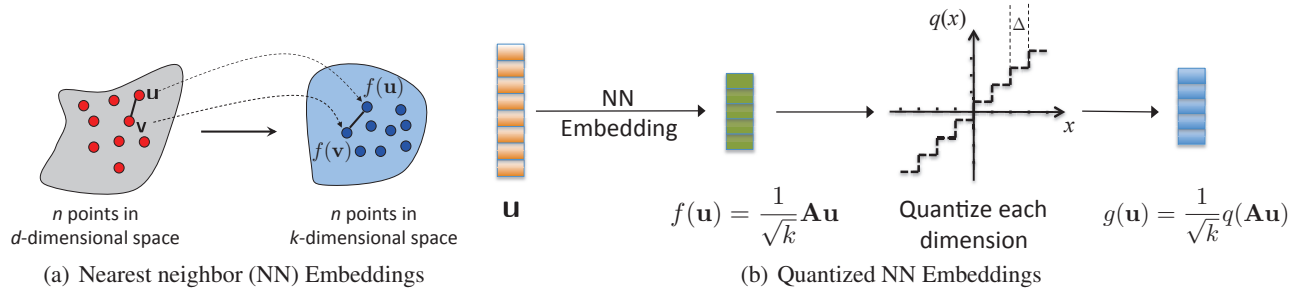 u
v
f(u)
f(v)
n points in
d-dimensional space
n points in
k-dimensional space
(a) Nearest neighbor (NN) Embeddings
u
NN
Embedding
f(u) = 1/√k Au
q(x)
Δ
x
Quantize each
dimension
g(u) = 1/√k q(Au)
(b) Quantized NN Embeddings